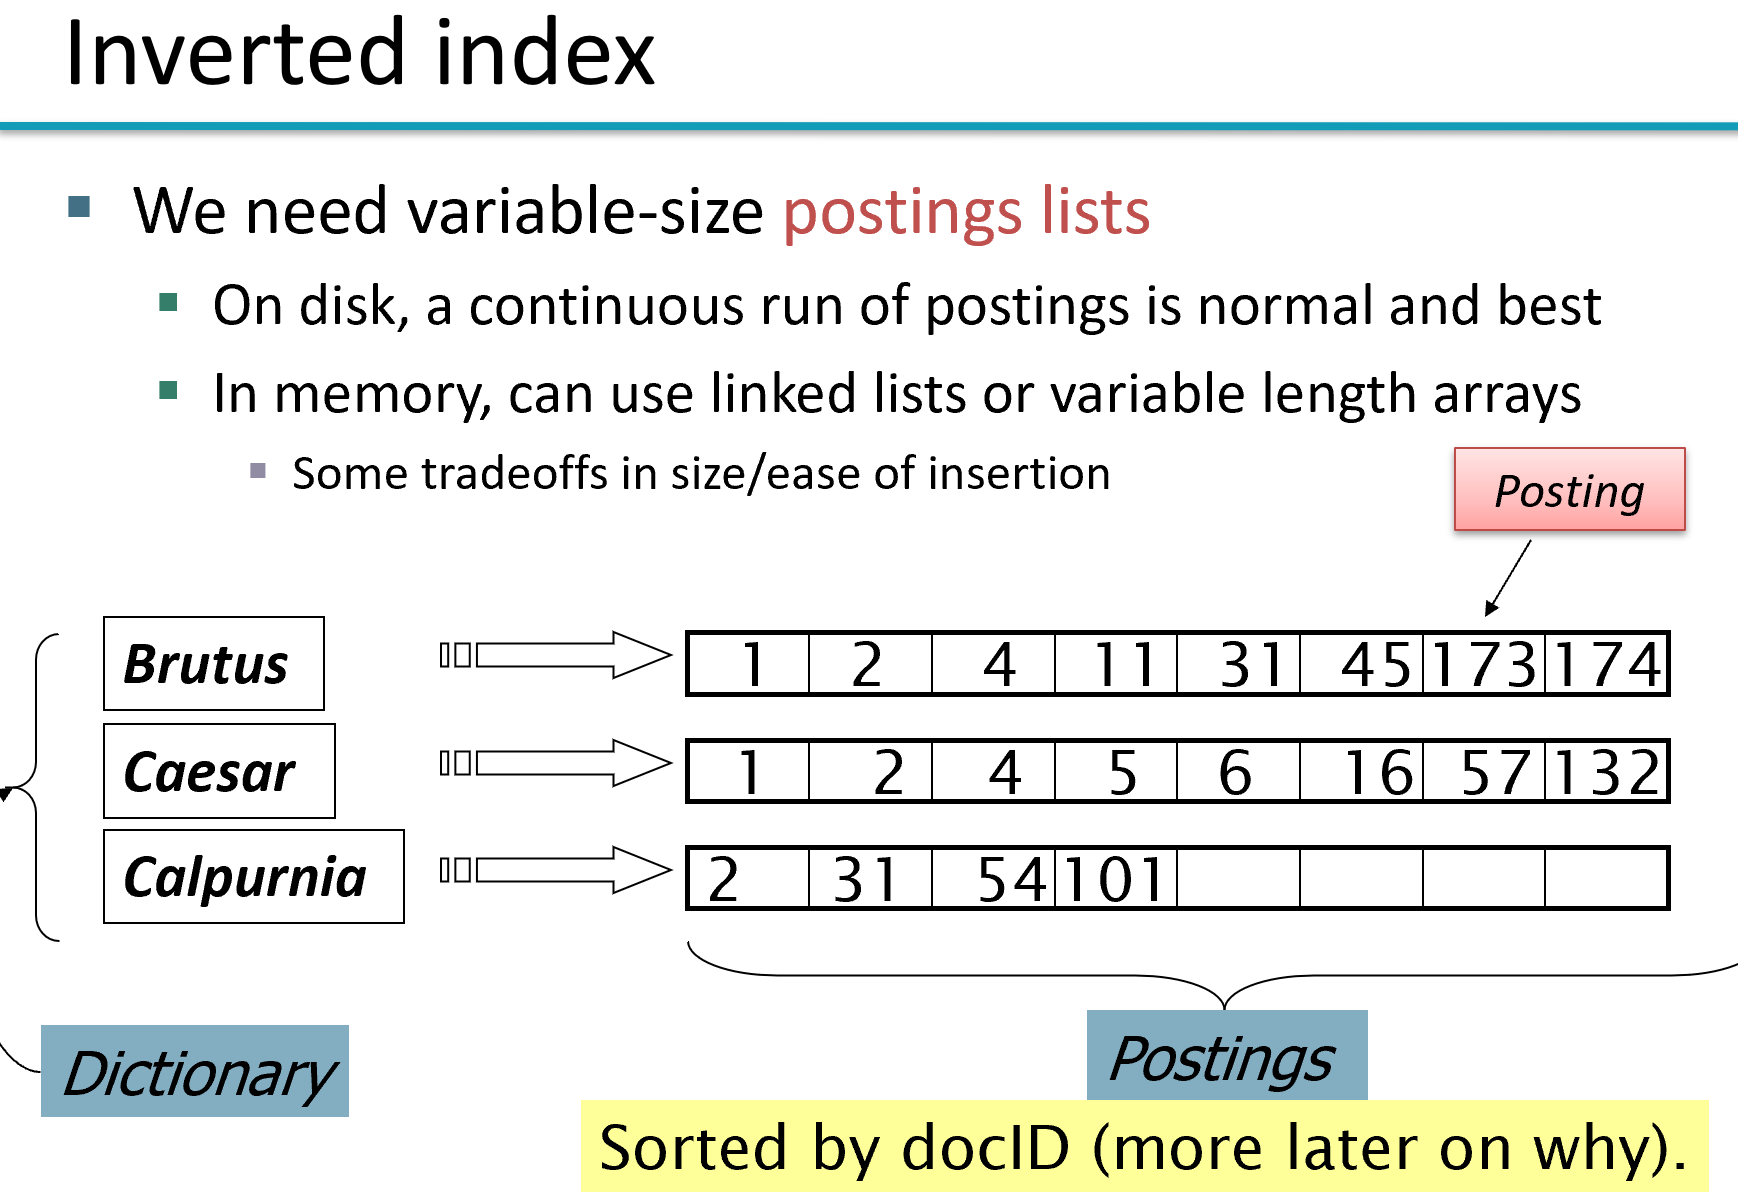 Inverted index
We need variable-size postings lists
On disk, a continuous run of postings is normal and best
In memory, can use linked lists or variable length arrays
Some tradeoffs in size/ease of insertion
Posting
Brutus 1 2 4 11 31 45 173 174
Caesar 1 2 4 5 6 16 57 132
Calpurnia 2 31 54 101
Dictionary
Postings
Sorted by docID (more later on why).